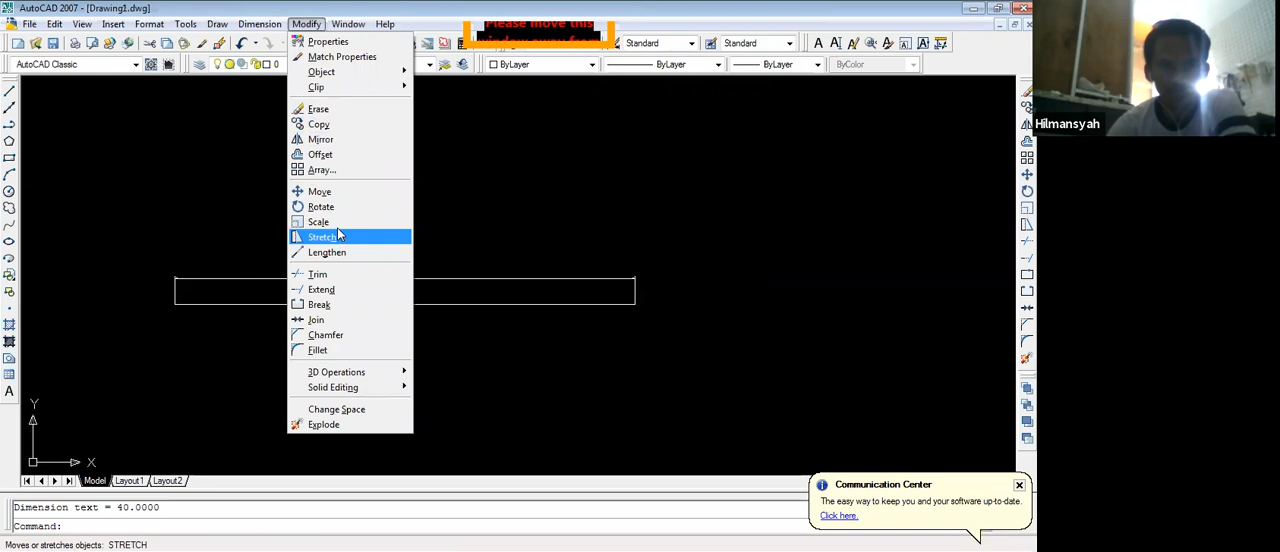 AutoCAD 2007 - [Drawing1.dwg]
File Edit View Insert Format Tools Draw Dimension Modify Window Help
Please move this
window away from
Standard Standard
AutoCAD Classic 0 ByLayer ByLayer ByLayer ByColor
Properties
Match Properties
Object
Clip
Erase
Copy
Mirror
Offset
Array...
Move
Rotate
Scale
Stretch
Lengthen
Trim
Extend
Break
Join
Chamfer
Fillet
3D Operations
Solid Editing
Change Space
Explode
Hilmansyah
A
Y
X
Model Layout1 Layout2
Communication Center
The easy way to keep you and your software up-to-date.
Click here.
Dimension text = 40.0000
Command:
Moves or stretches objects: STRETCH